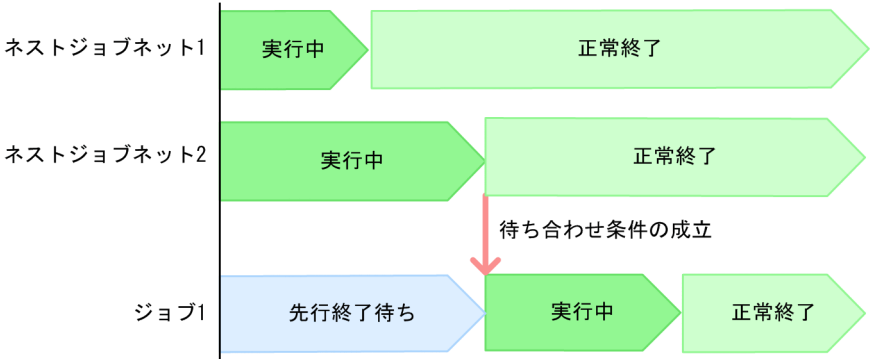 ネストジョブネット1
実行中
正常終了
ネストジョブネット2
実行中
正常終了
待ち合わせ条件の成立
ジョブ1
先行終了待ち
実行中
正常終了